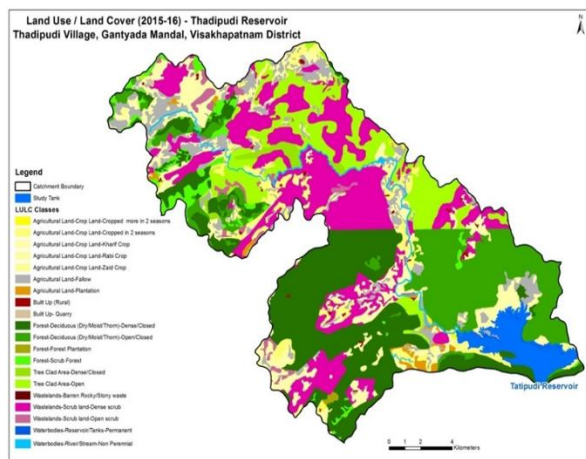 Land Use / Land Cover (2015-16) - Thadipudi Reservoir
Thadipudi Village, Gantyada Mandal, Visakhapatnam District
N
Legend
Catchment Boundary
Study Tank
LULC Classes
Agricultural Land-Crop Land-Cropped more in 2 seasons
Agricultural Land-Crop Land-Cropped in 2 seasons
Agricultural Land-Crop Land-Kharif Crop
Agricultural Land-Crop Land-Rabi Crop
Agricultural Land-Crop Land-Zaid Crop
Agricultural Land-Fallow
Agricultural Land-Plantation
Built Up (Rural)
Built Up- Quarry
Forest-Deciduous (Dry/Moist/Thorn)-Dense/Closed
Forest-Deciduous (Dry/Moist/Thorn)-Open/Closed
Forest-Forest Plantation
Forest-Scrub Forest
Tree Clad Area-Dense/Closed
Tree Clad Area-Open
Wastelands-Barren Rocky/Stony waste
Wastelands-Scrub land-Dense scrub
Wastelands-Scrub land-Open scrub
Waterbodies-Reservoir/Tanks-Permanent
Waterbodies-River/Stream-Non Perennial
Tatipudi Reservoir
0 1 2 4
Kilometers